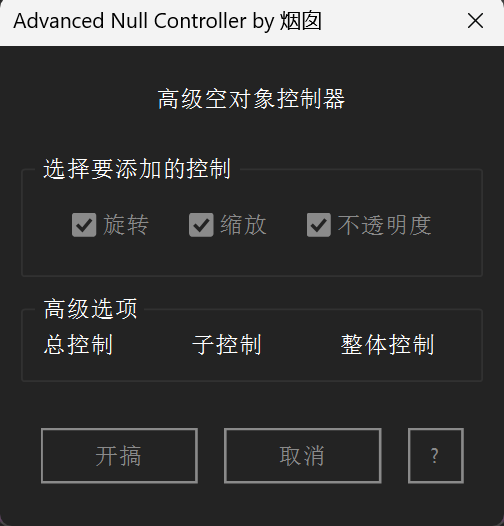 Advanced Null Controller by 烟囱
高级空对象控制器
选择要添加的控制
旋转 缩放 不透明度
高级选项
总控制 子控制 整体控制
开搞 取消 ?